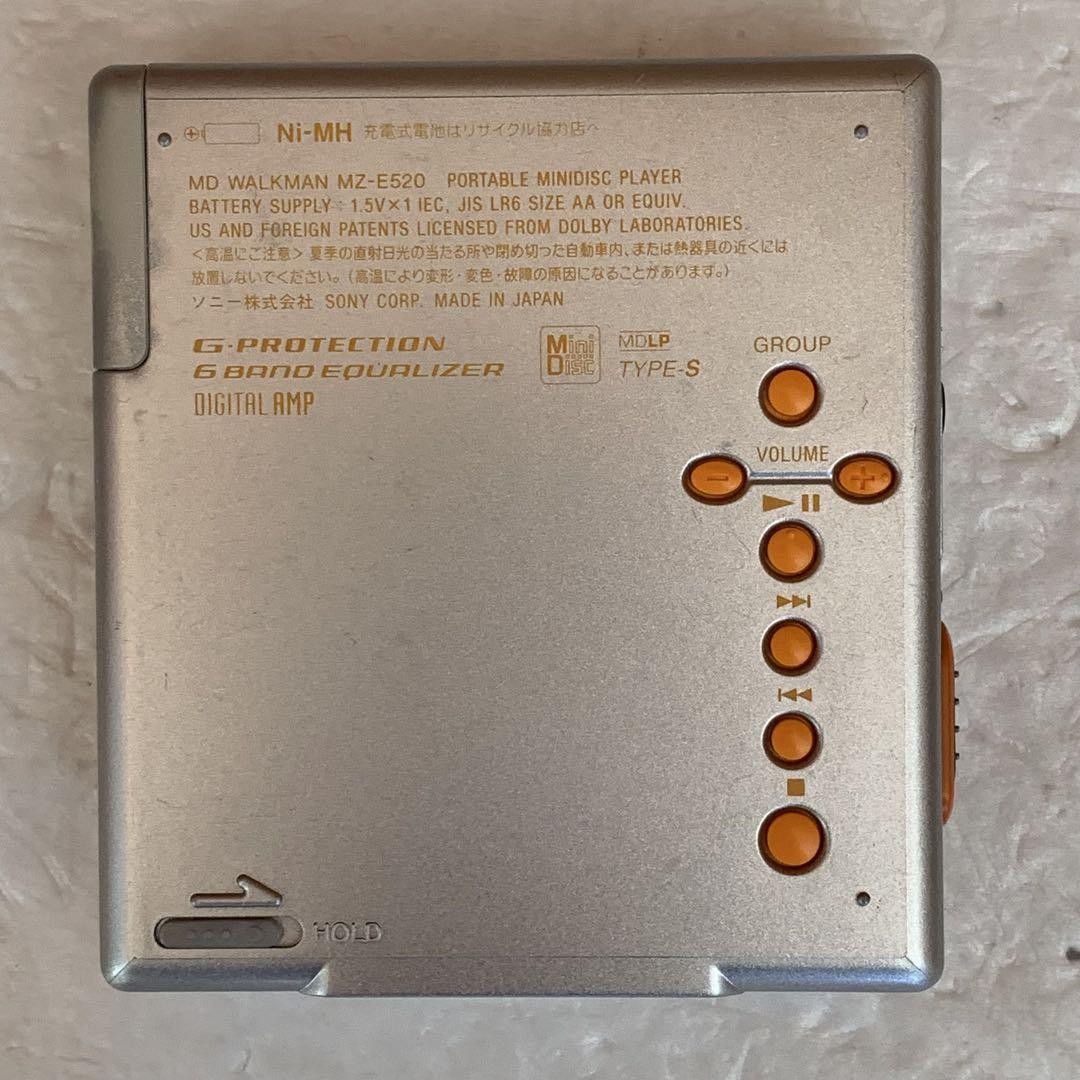 Ni-MH 充電式電池はリサイクル協力店へ
MD WALKMAN MZ-E520 PORTABLE MINIDISC PLAYER
BATTERY SUPPLY : 1.5V×1 IEC, JIS LR6 SIZE AA OR EQUIV.
US AND FOREIGN PATENTS LICENSED FROM DOLBY LABORATORIES.
<高温にご注意> 夏季の直射日光の当たる所や閉め切った自動車内、または熱器具の近くには
放置しないでください。(高温により変形・変色・故障の原因になることがあります。)
ソニー株式会社 SONY CORP. MADE IN JAPAN
G-PROTECTION
6 BAND EQUALIZER
DIGITAL AMP
Mini
Disc
MDLP
TYPE-S
GROUP
VOLUME
- +
HOLD